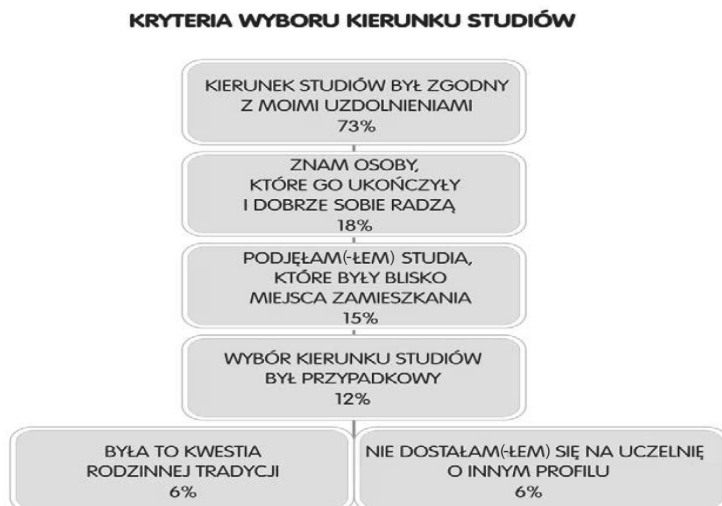 KRYTERIA WYBORU KIERUNKU STUDIÓW
KIERUNEK STUDIÓW BYŁ ZGODNY
Z MOIMI UZDOLNIENIAMI
73%
ZNAM OSOBY,
KTÓRE GO UKOŃCZYŁY
I DOBRZE SOBIE RADZĄ
18%
PODJĘŁAM(-ŁEM) STUDIA,
KTÓRE BYŁY BLISKO
MIEJSCA ZAMIESZKANIA
15%
WYBÓR KIERUNKU STUDIÓW
BYŁ PRZYPADKOWY
12%
BYŁA TO KWESTIA
RODZINNEJ TRADYCJI
6%
NIE DOSTAŁAM(-ŁEM) SIĘ NA UCZELNIĘ
O INNYM PROFILU
6%